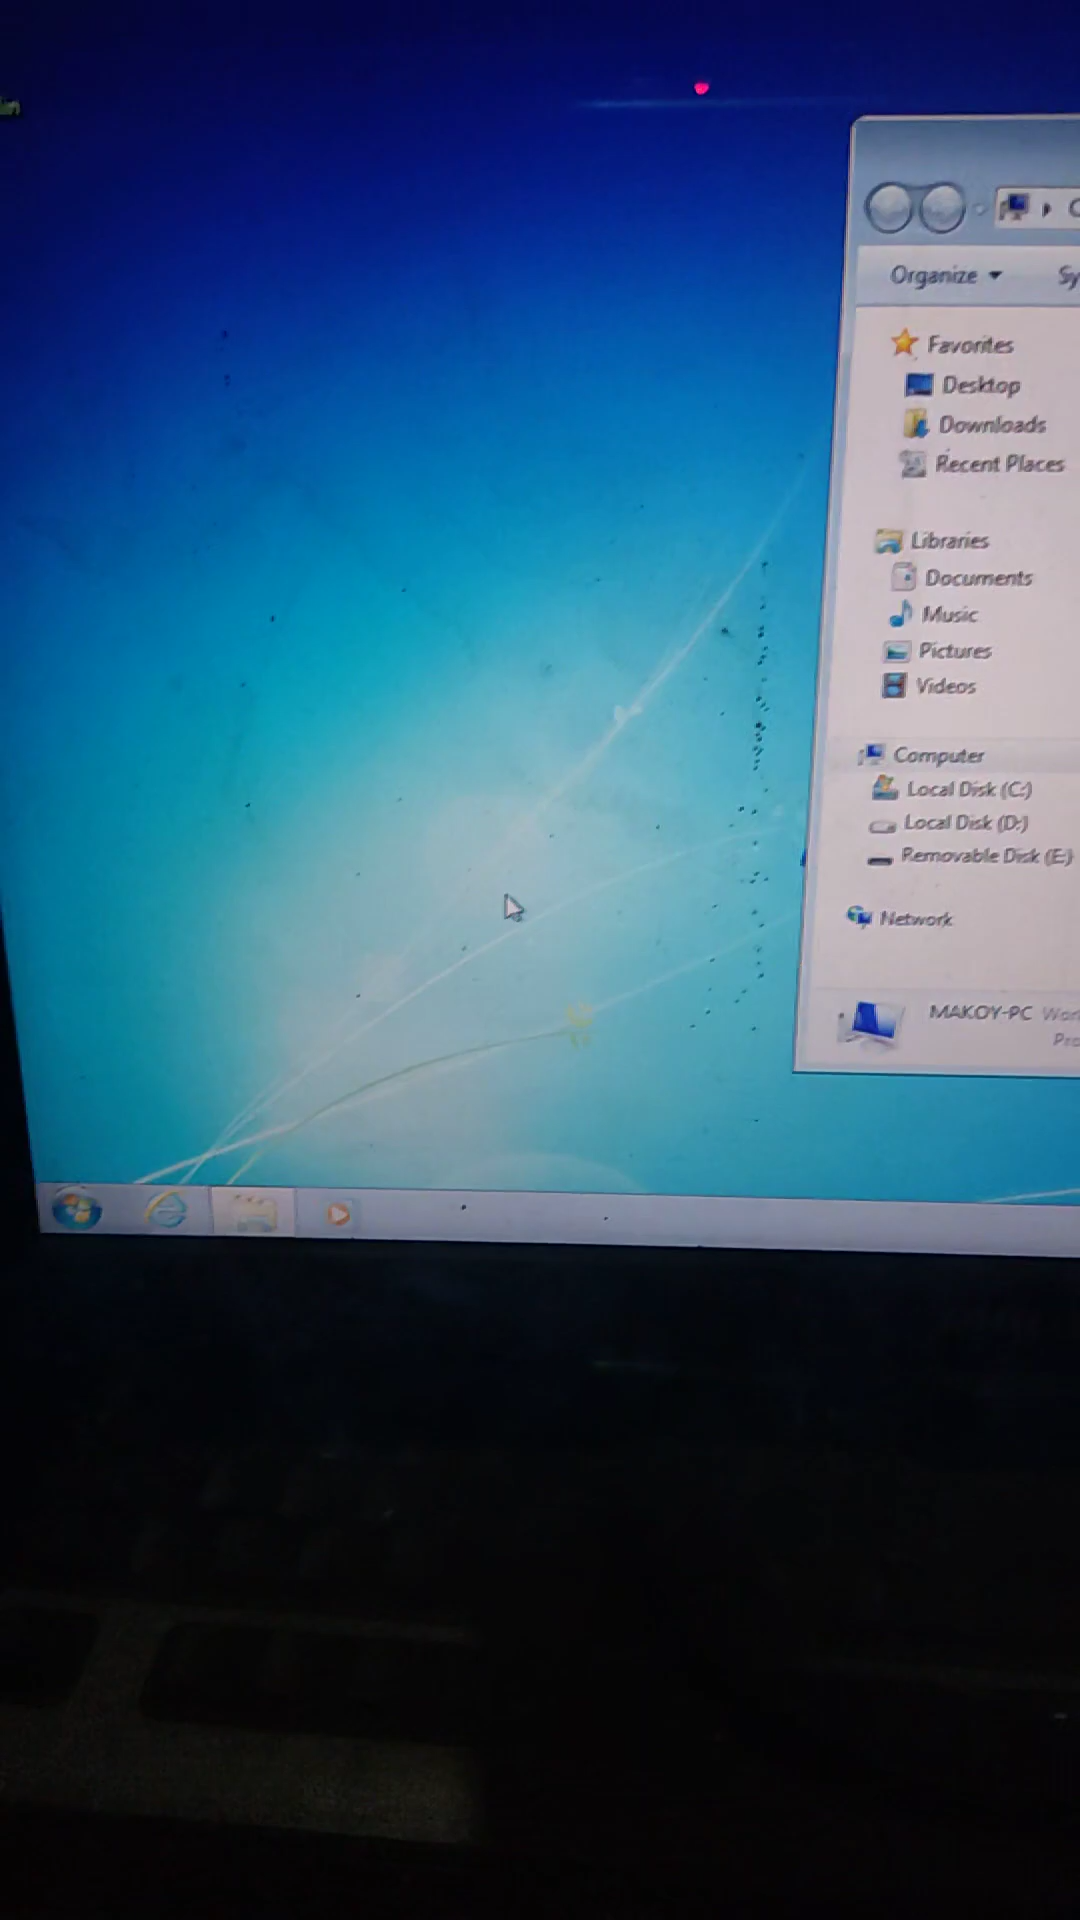 Organize
Favorites
Desktop
Downloads
Recent Places
Libraries
Documents
Music
Pictures
Videos
Computer
Local Disk (C:)
Local Disk (D:)
Removable Disk (E:)
Network
MAKOY-PC